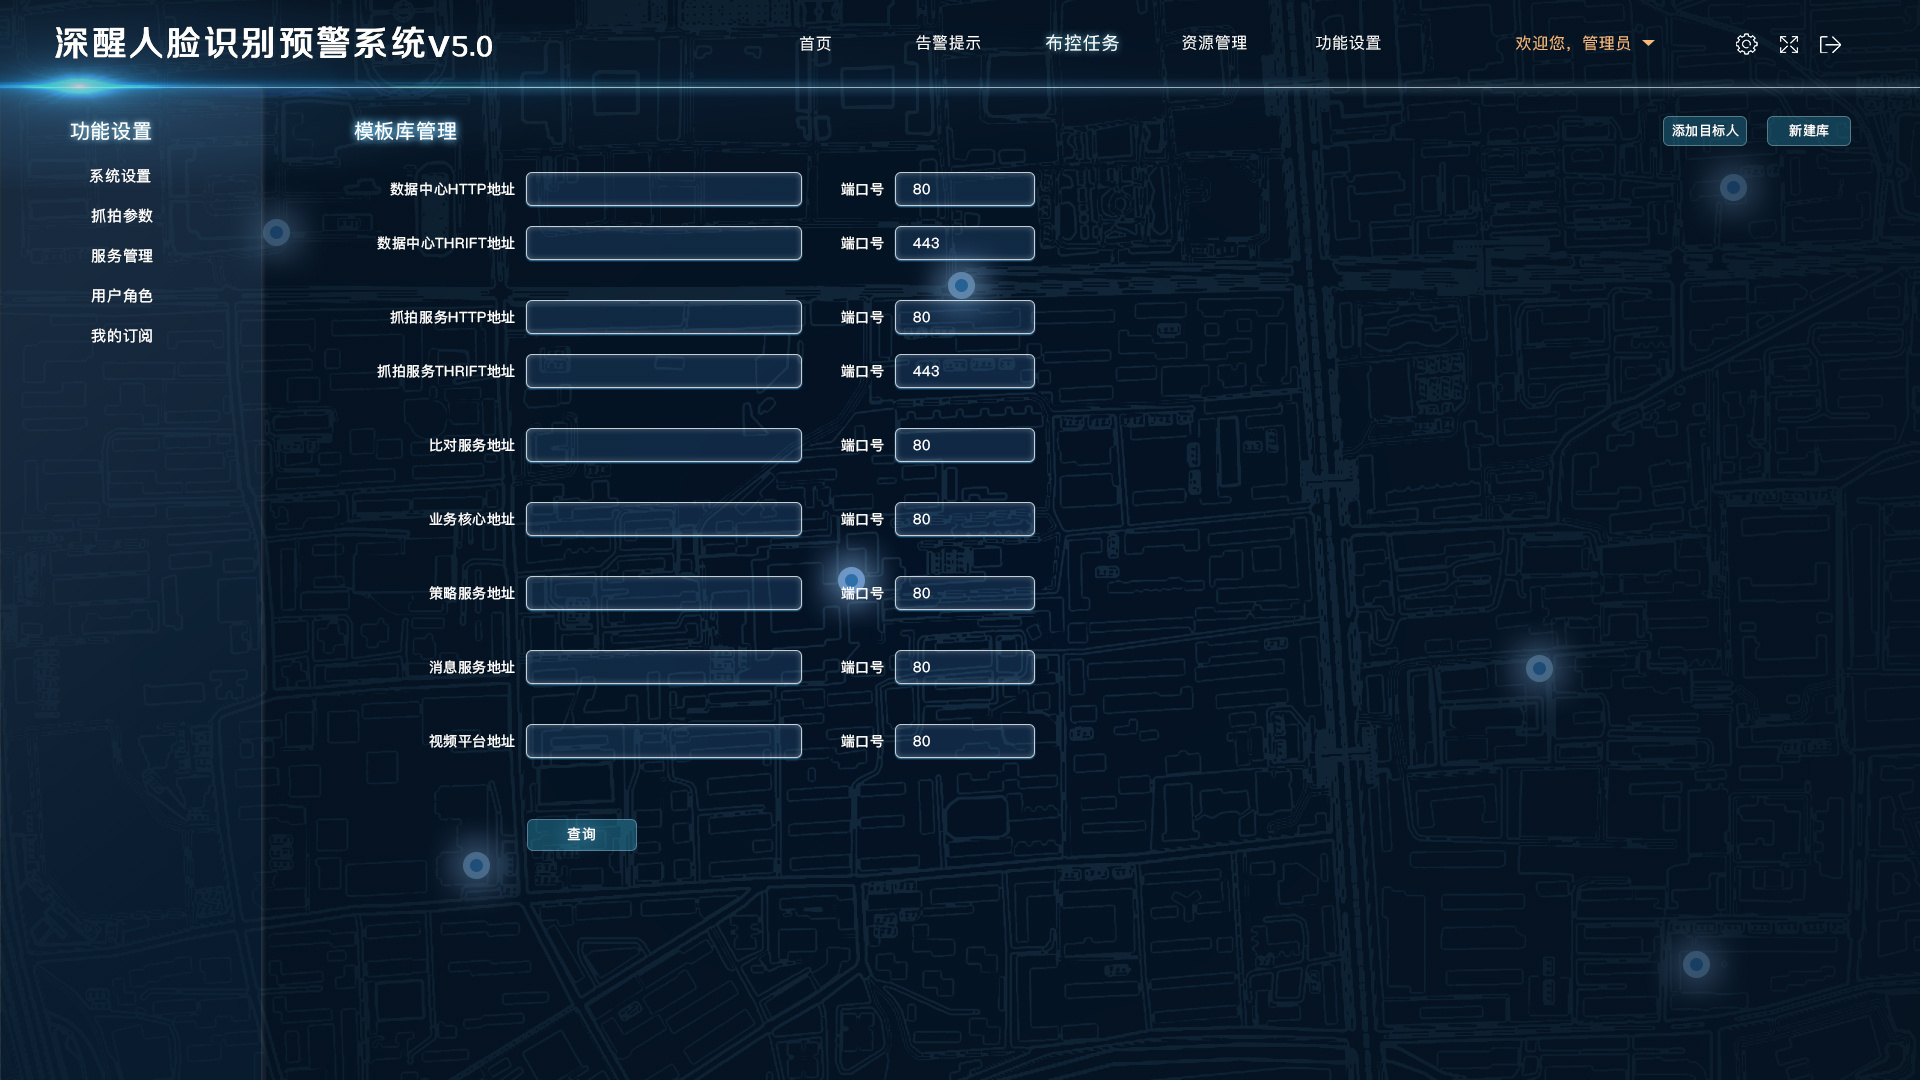 深醒人脸识别预警系统V5.0
首页 告警提示 布控任务 资源管理 功能设置
欢迎您，管理员
功能设置
系统设置
抓拍参数
服务管理
用户角色
我的订阅
模板库管理
添加目标人 新建库
数据中心HTTP地址 端口号 80
数据中心THRIFT地址 端口号 443
抓拍服务HTTP地址 端口号 80
抓拍服务THRIFT地址 端口号 443
比对服务地址 端口号 80
业务核心地址 端口号 80
策略服务地址 端口号 80
消息服务地址 端口号 80
视频平台地址 端口号 80
查询